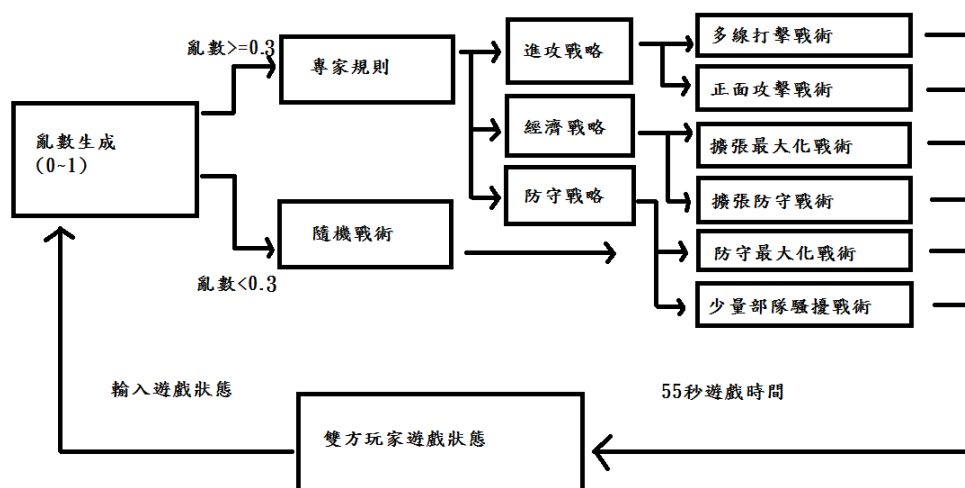 亂數>=0.3
專家規則
進攻戰略
多線打擊戰術
正面攻擊戰術
亂數生成
(0~1)
經濟戰略
擴張最大化戰術
擴張防守戰術
防守戰略
隨機戰術
防守最大化戰術
亂數<0.3
少量部隊騷擾戰術
輸入遊戲狀態
55秒遊戲時間
雙方玩家遊戲狀態